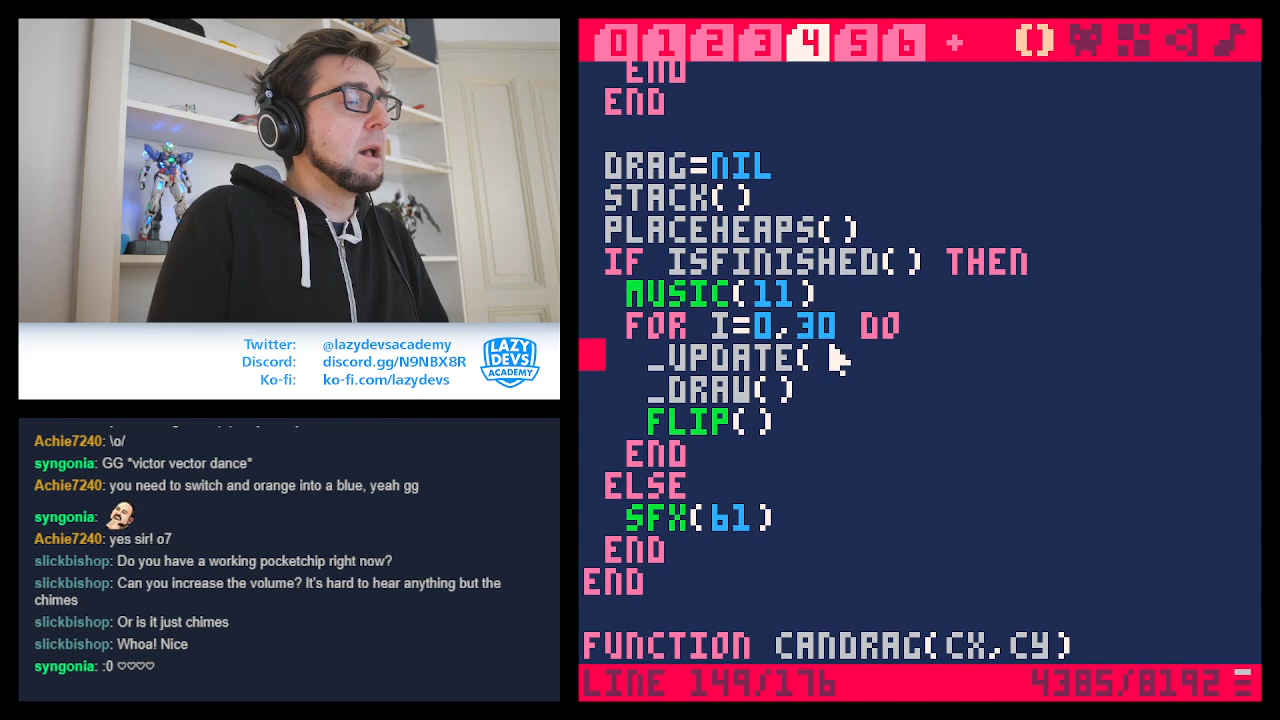 Twitter: @lazydevsacademy
Discord: discord.gg/N9NBX8R
Ko-fi: ko-fi.com/lazydevs
LAZY
DEVS
ACADEMY
Achie7240: \o/
syngonia: GG *victor vector dance*
Achie7240: you need to switch and orange into a blue, yeah gg
syngonia:
Achie7240: yes sir! o7
slickbishop: Do you have a working pocketchip right now?
slickbishop: Can you increase the volume? It's hard to hear anything but the
chimes
slickbishop: Or is it just chimes
slickbishop: Whoa! Nice
syngonia: :0 ♡♡♡♡
0 1 2 3 4 5 6 + ()
END
END
DRAG=NIL
STACK()
PLACEHEAPS()
IF ISFINISHED() THEN
MUSIC(11)
FOR I=0,30 DO
_UPDATE(
_DRAW()
FLIP()
END
ELSE
SFX(61)
END
END
FUNCTION CANDRAG(CX,CY)
LINE 149/176 4385/8192